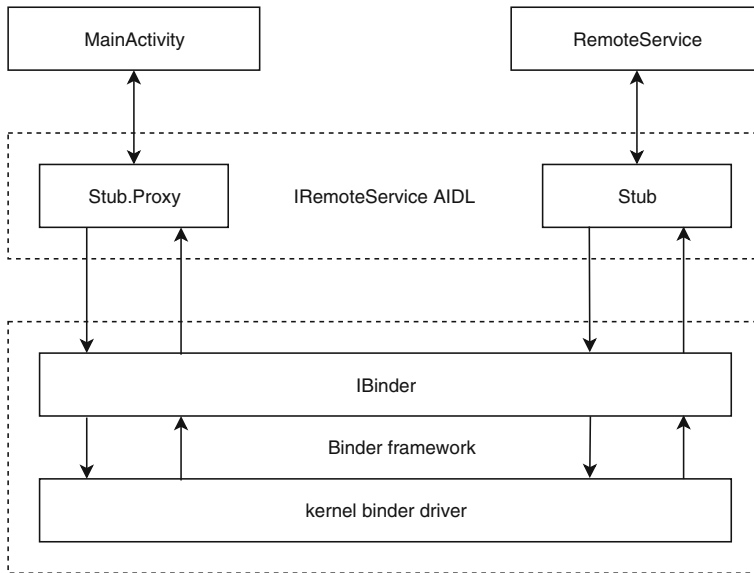 MainActivity
RemoteService
Stub.Proxy
IRemoteService AIDL
Stub
IBinder
Binder framework
kernel binder driver